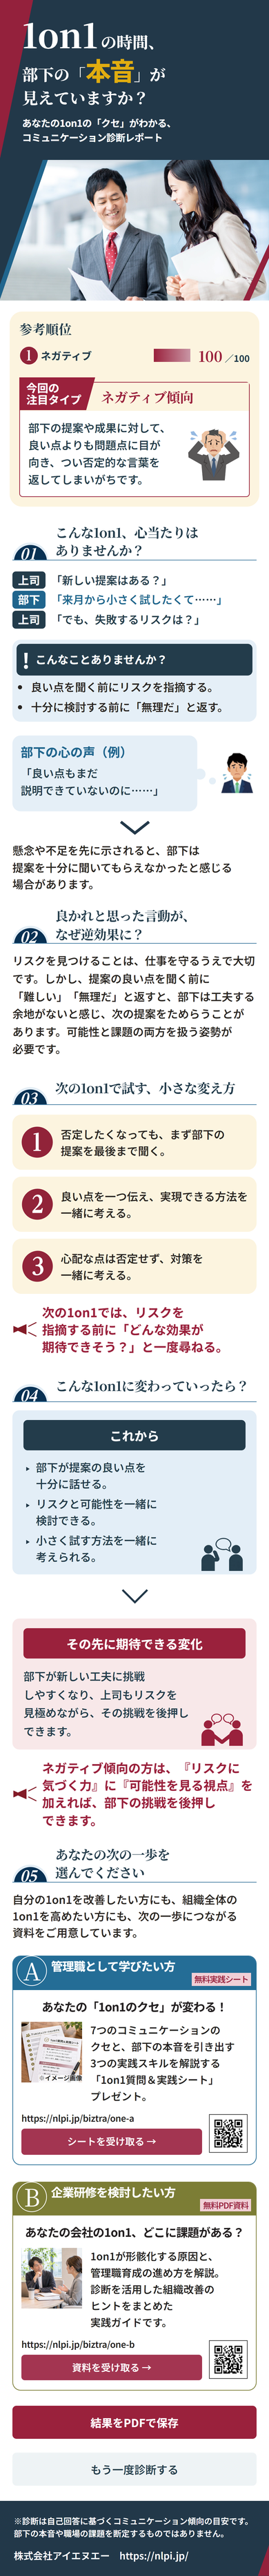 1on1の時間、
部下の「本音」が
見えていますか？
あなたの1on1の「クセ」がわかる、
コミュニケーション診断レポート
参考順位
1 ネガティブ 100 ／100
今回の
注目タイプ
ネガティブ傾向
部下の提案や成果に対して、
良い点よりも問題点に目が
向き、つい否定的な言葉を
返してしまいがちです。
01
こんな1on1、心当たりは
ありませんか？
上司 「新しい提案はある？」
部下 「来月から小さく試したくて……」
上司 「でも、失敗するリスクは？」
! こんなことありませんか？
• 良い点を聞く前にリスクを指摘する。
• 十分に検討する前に「無理だ」と返す。
部下の心の声（例）
「良い点もまだ
説明できていないのに……」
懸念や不足を先に示されると、部下は
提案を十分に聞いてもらえなかったと感じる
場合があります。
02
良かれと思った言動が、
なぜ逆効果に？
リスクを見つけることは、仕事を守るうえで大切
です。しかし、提案の良い点を聞く前に
「難しい」「無理だ」と返すと、部下は工夫する
余地がないと感じ、次の提案をためらうことが
あります。可能性と課題の両方を扱う姿勢が
必要です。
03
次の1on1で試す、小さな変え方
1
否定したくなっても、まず部下の
提案を最後まで聞く。
2
良い点を一つ伝え、実現できる方法を
一緒に考える。
3
心配な点は否定せず、対策を
一緒に考える。
次の1on1では、リスクを
指摘する前に「どんな効果が
期待できそう？」と一度尋ねる。
04
こんな1on1に変わっていったら？
これから
部下が提案の良い点を
十分に話せる。
リスクと可能性を一緒に
検討できる。
小さく試す方法を一緒に
考えられる。
その先に期待できる変化
部下が新しい工夫に挑戦
しやすくなり、上司もリスクを
見極めながら、その挑戦を後押し
できます。
ネガティブ傾向の方は、『リスクに
気づく力』に『可能性を見る視点』を
加えれば、部下の挑戦を後押し
できます。
05
あなたの次の一歩を
選んでください
自分の1on1を改善したい方にも、組織全体の
1on1を高めたい方にも、次の一歩につながる
資料をご用意しています。
A 管理職として学びたい方
無料実践シート
あなたの「1on1のクセ」が変わる！
7つのコミュニケーションの
クセと、部下の本音を引き出す
3つの実践スキルを解説する
「1on1質問＆実践シート」
プレゼント。
※イメージ画像
https://nlpi.jp/biztra/one-a
シートを受け取る →
B 企業研修を検討したい方
無料PDF資料
あなたの会社の1on1、どこに課題がある？
1on1が形骸化する原因と、
管理職育成の進め方を解説。
診断を活用した組織改善の
ヒントをまとめた
実践ガイドです。
https://nlpi.jp/biztra/one-b
資料を受け取る →
結果をPDFで保存
もう一度診断する
※診断は自己回答に基づくコミュニケーション傾向の目安です。
部下の本音や職場の課題を断定するものではありません。
株式会社アイエヌエー　https://nlpi.jp/